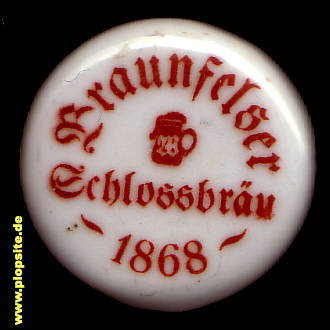 Braunfelser
Schlossbräu
~ 1868 ~
www.plopsite.de